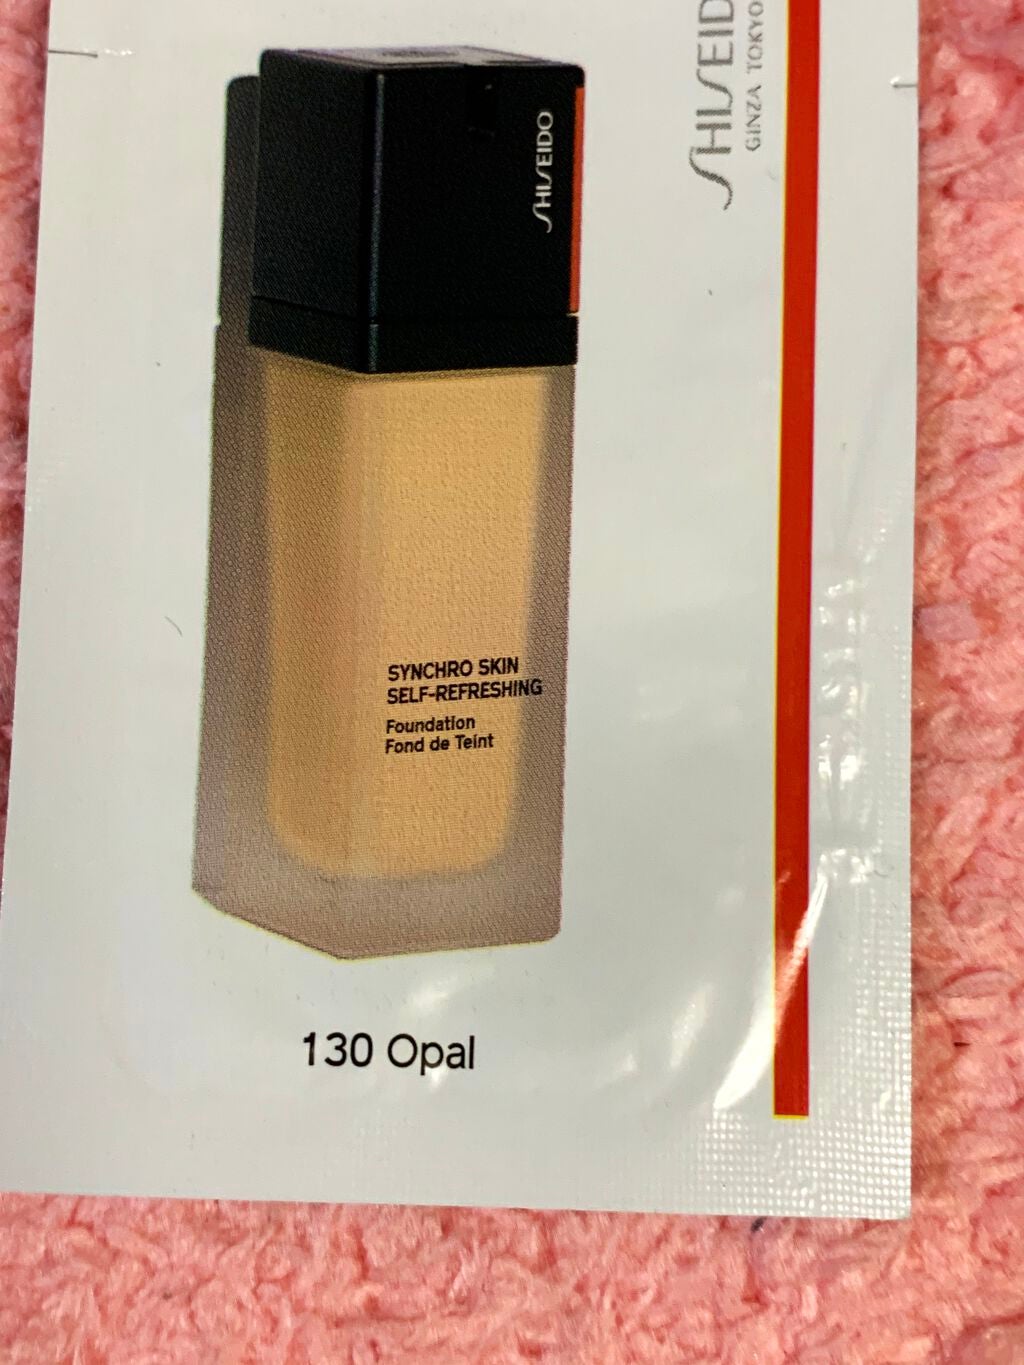 SHISEIDO
GINZA TOKYO
SHISEIDO
SYNCHRO SKIN
SELF-REFRESHING
Foundation
Fond de Teint
130 Opal